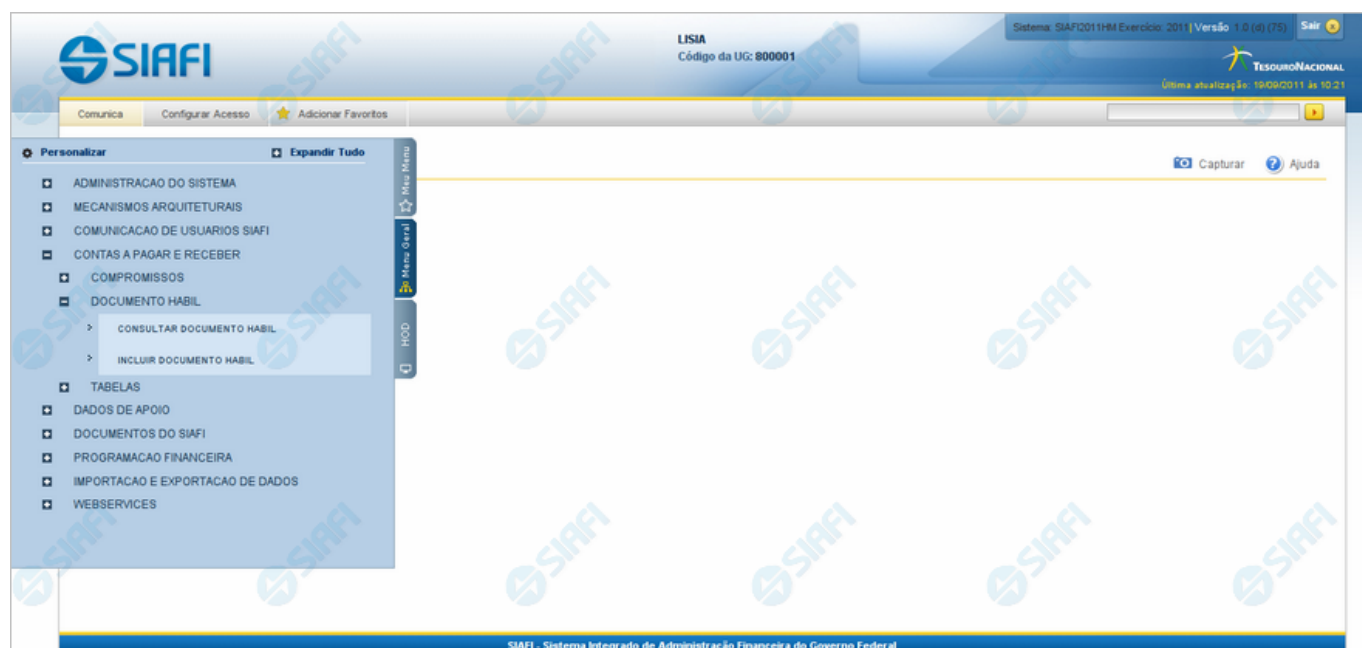 SIAFI
LISIA
Código da UG: 800001
Sistema: SIAFI2011HM Exercício: 2011| Versão 1.0 (d) (75) Sair
TESOURONACIONAL
Última atualização: 19/09/2011 às 10:21
Comunica Configurar Acesso Adicionar Favoritos
Personalizar Expandir Tudo
Meu Menu
Menu Geral
HOD
Capturar Ajuda
ADMINISTRACAO DO SISTEMA
MECANISMOS ARQUITETURAIS
COMUNICACAO DE USUARIOS SIAFI
CONTAS A PAGAR E RECEBER
COMPROMISSOS
DOCUMENTO HABIL
CONSULTAR DOCUMENTO HABIL
INCLUIR DOCUMENTO HABIL
TABELAS
DADOS DE APOIO
DOCUMENTOS DO SIAFI
PROGRAMACAO FINANCEIRA
IMPORTACAO E EXPORTACAO DE DADOS
WEBSERVICES
SIAFI - Sistema Integrado de Administração Financeira do Governo Federal